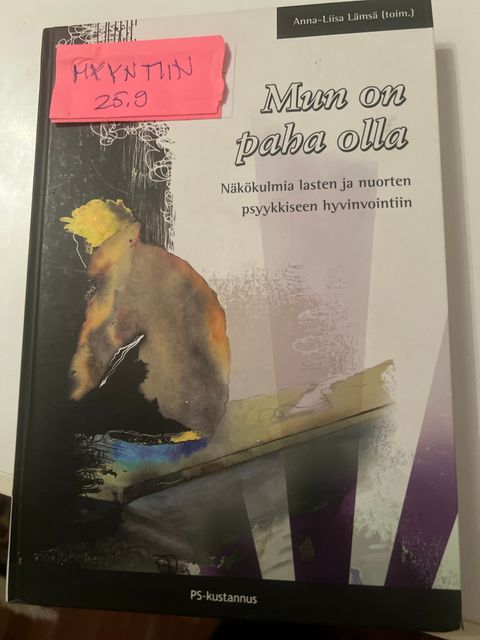 Anna-Liisa Lämsä (toim.)
MYYNTIIN
25.9
Mun on
paha olla
Näkökulmia lasten ja nuorten
psyykkiseen hyvinvointiin
PS-kustannus